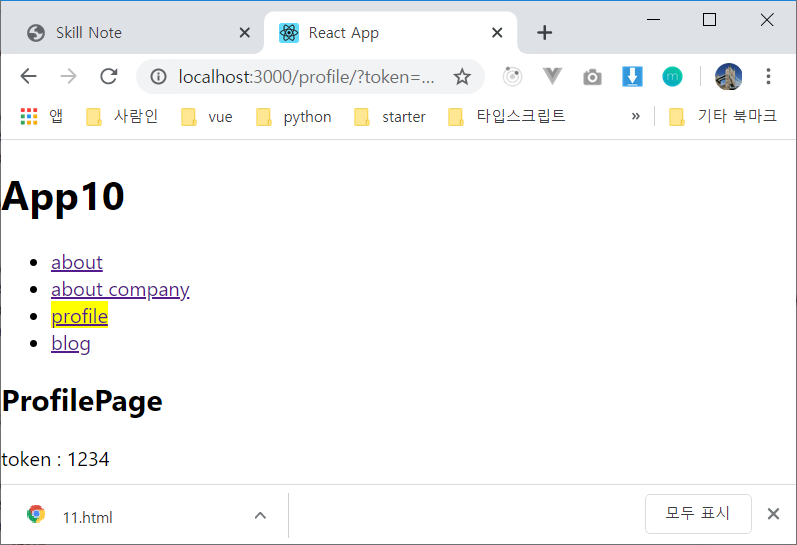 Skill Note
React App
localhost:3000/profile/?token=...
앱 사람인 vue python starter 타입스크립트 » 기타 북마크
App10
about
about company
profile
blog
ProfilePage
token : 1234
11.html
모두 표시